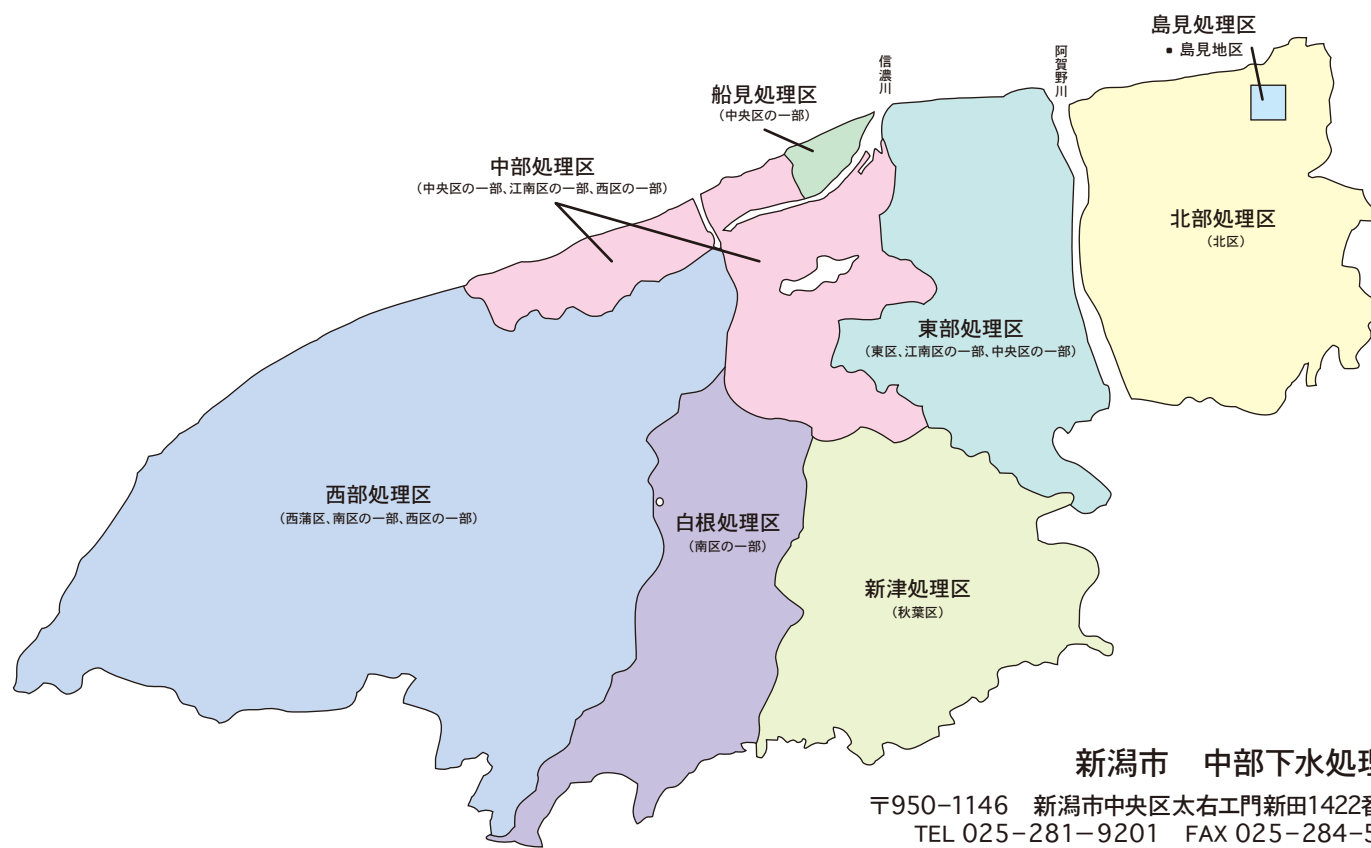 島見処理区
▪ 島見地区
信濃川
阿賀野川
船見処理区
(中央区の一部)
中部処理区
(中央区の一部、江南区の一部、西区の一部)
北部処理区
(北区)
東部処理区
(東区、江南区の一部、中央区の一部)
西部処理区
(西蒲区、南区の一部、西区の一部)
白根処理区
(南区の一部)
新津処理区
(秋葉区)
新潟市 中部下水処理
〒950−1146 新潟市中央区太右エ門新田1422番
TEL 025−281−9201 FAX 025−284−5